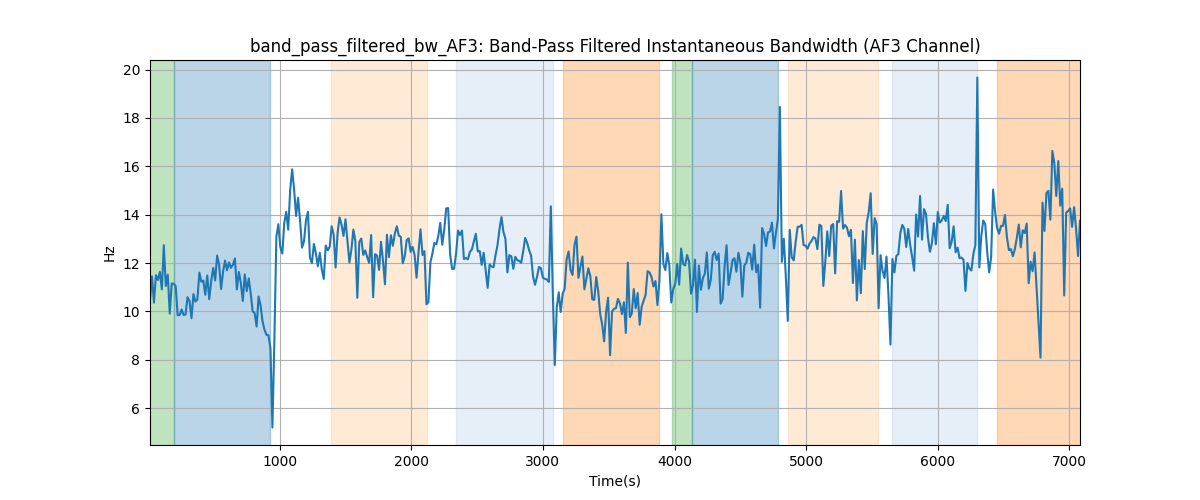 band_pass_filtered_bw_AF3: Band-Pass Filtered Instantaneous Bandwidth (AF3 Channel)
20
18
16
14
12
10
8
6
Hz
1000 2000 3000 4000 5000 6000 7000
Time(s)